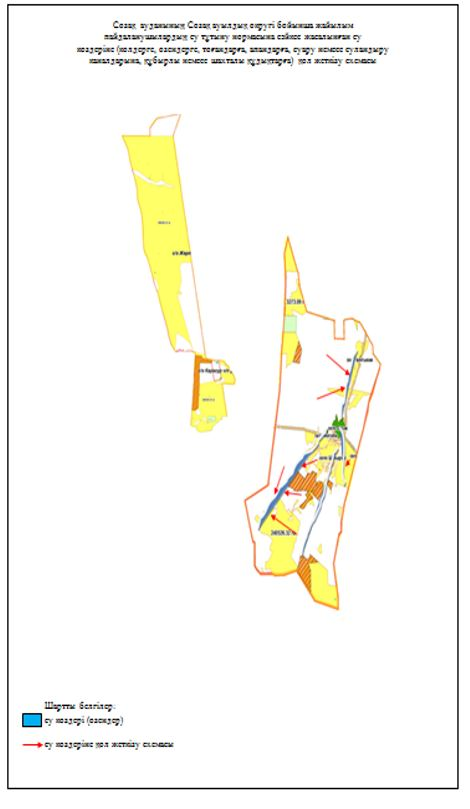 Созақ ауданының Созақ ауылдық округі бойынша жайылым
пайдаланушылардың су тұтыну нормасына сәйкес жасалынған су
көздеріне (көлдерге, өзендерге, тоғандарға, апандарға, суару немесе суландыру
каналдарына, құбырлы немесе шахталы құдықтарға) қол жеткізу схемасы
Шартты белгілер:
су көздері (өзендер)
су көздеріне қол жеткізу схемасы